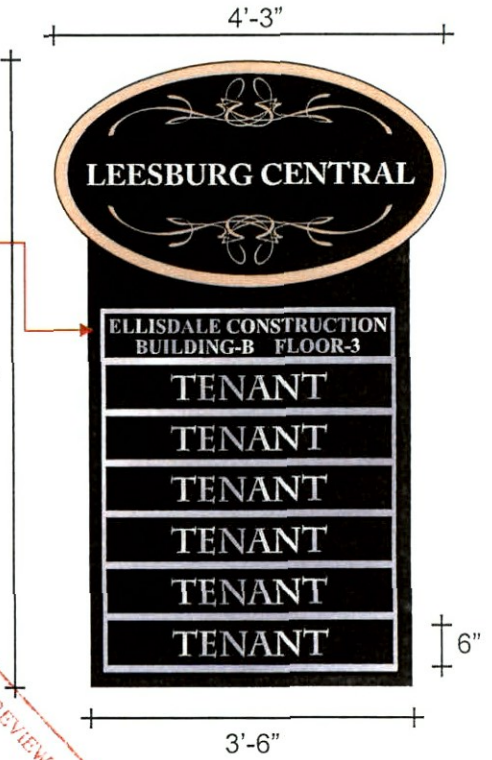 4'-3"
LEESBURG CENTRAL
ELLISDALE CONSTRUCTION
BUILDING-B FLOOR-3
TENANT
TENANT
TENANT
TENANT
TENANT
TENANT
6"
3'-6"